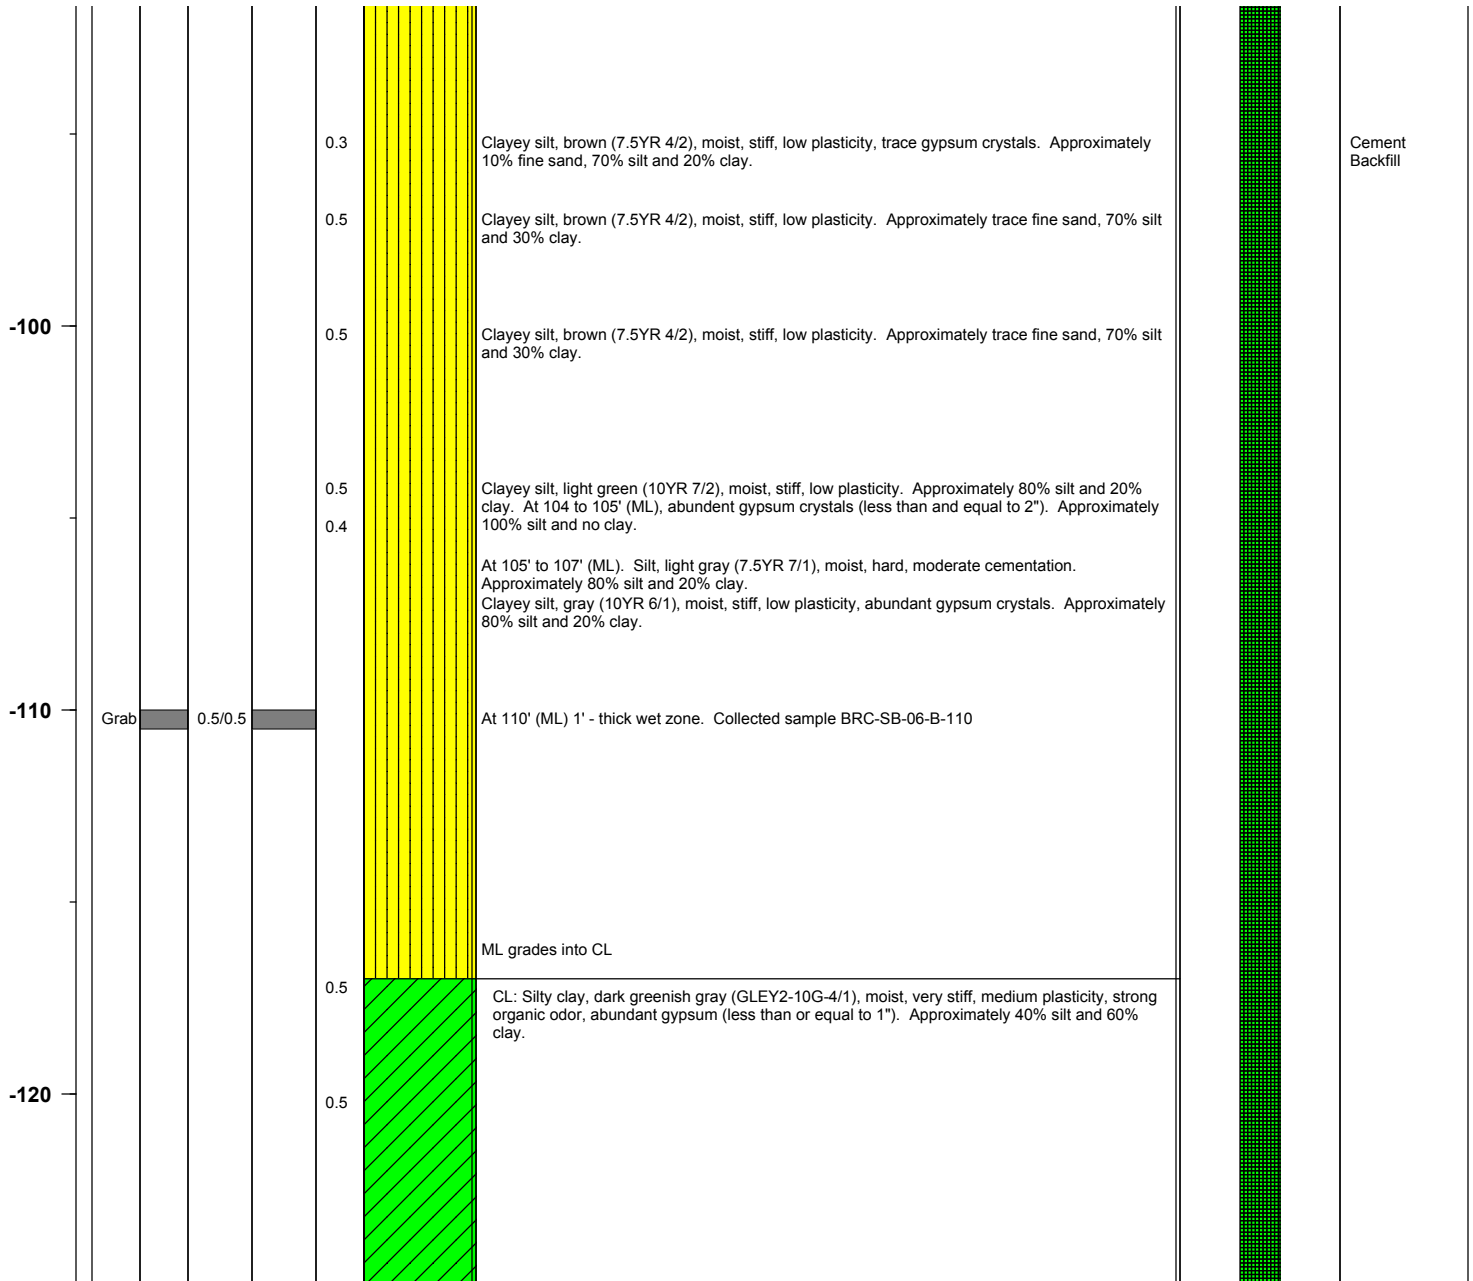 0.3
Clayey silt, brown (7.5YR 4/2), moist, stiff, low plasticity, trace gypsum crystals.  Approximately
10% fine sand, 70% silt and 20% clay.
Cement
Backfill
0.5
Clayey silt, brown (7.5YR 4/2), moist, stiff, low plasticity.  Approximately trace fine sand, 70% silt
and 30% clay.
-100
0.5
Clayey silt, brown (7.5YR 4/2), moist, stiff, low plasticity.  Approximately trace fine sand, 70% silt
and 30% clay.
0.5
Clayey silt, light green (10YR 7/2), moist, stiff, low plasticity.  Approximately 80% silt and 20%
clay.  At 104 to 105' (ML), abundent gypsum crystals (less than and equal to 2").  Approximately
100% silt and no clay.
0.4
At 105' to 107' (ML).  Silt, light gray (7.5YR 7/1), moist, hard, moderate cementation.
Approximately 80% silt and 20% clay.
Clayey silt, gray (10YR 6/1), moist, stiff, low plasticity, abundant gypsum crystals.  Approximately
80% silt and 20% clay.
-110
Grab
0.5/0.5
At 110' (ML) 1' - thick wet zone.  Collected sample BRC-SB-06-B-110
ML grades into CL
0.5
CL: Silty clay, dark greenish gray (GLEY2-10G-4/1), moist, very stiff, medium plasticity, strong
organic odor, abundant gypsum (less than or equal to 1").  Approximately 40% silt and 60%
clay.
-120
0.5